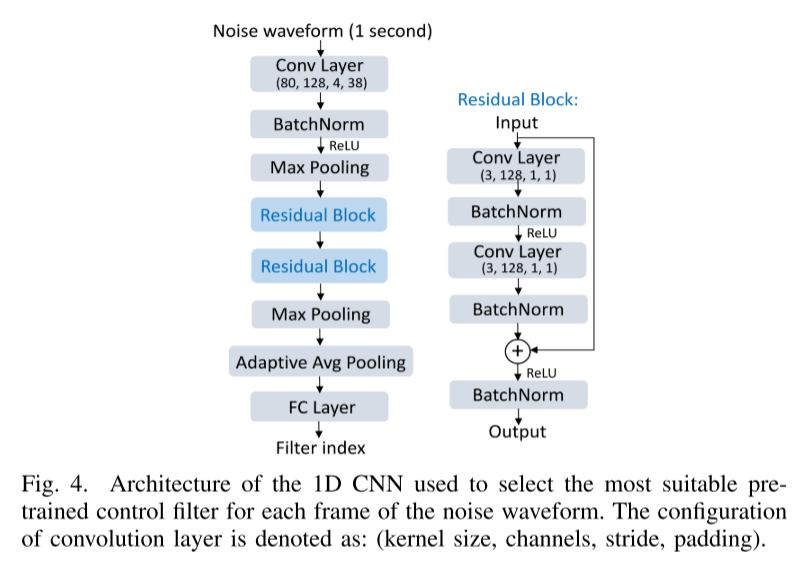 Noise waveform (1 second)
Conv Layer
(80, 128, 4, 38)
BatchNorm
ReLU
Max Pooling
Residual Block
Residual Block
Max Pooling
Adaptive Avg Pooling
FC Layer
Filter index
Residual Block:
Input
Conv Layer
(3, 128, 1, 1)
BatchNorm
ReLU
Conv Layer
(3, 128, 1, 1)
BatchNorm
+
ReLU
BatchNorm
Output
Fig. 4. Architecture of the 1D CNN used to select the most suitable pre-
trained control filter for each frame of the noise waveform. The configuration
of convolution layer is denoted as: (kernel size, channels, stride, padding).